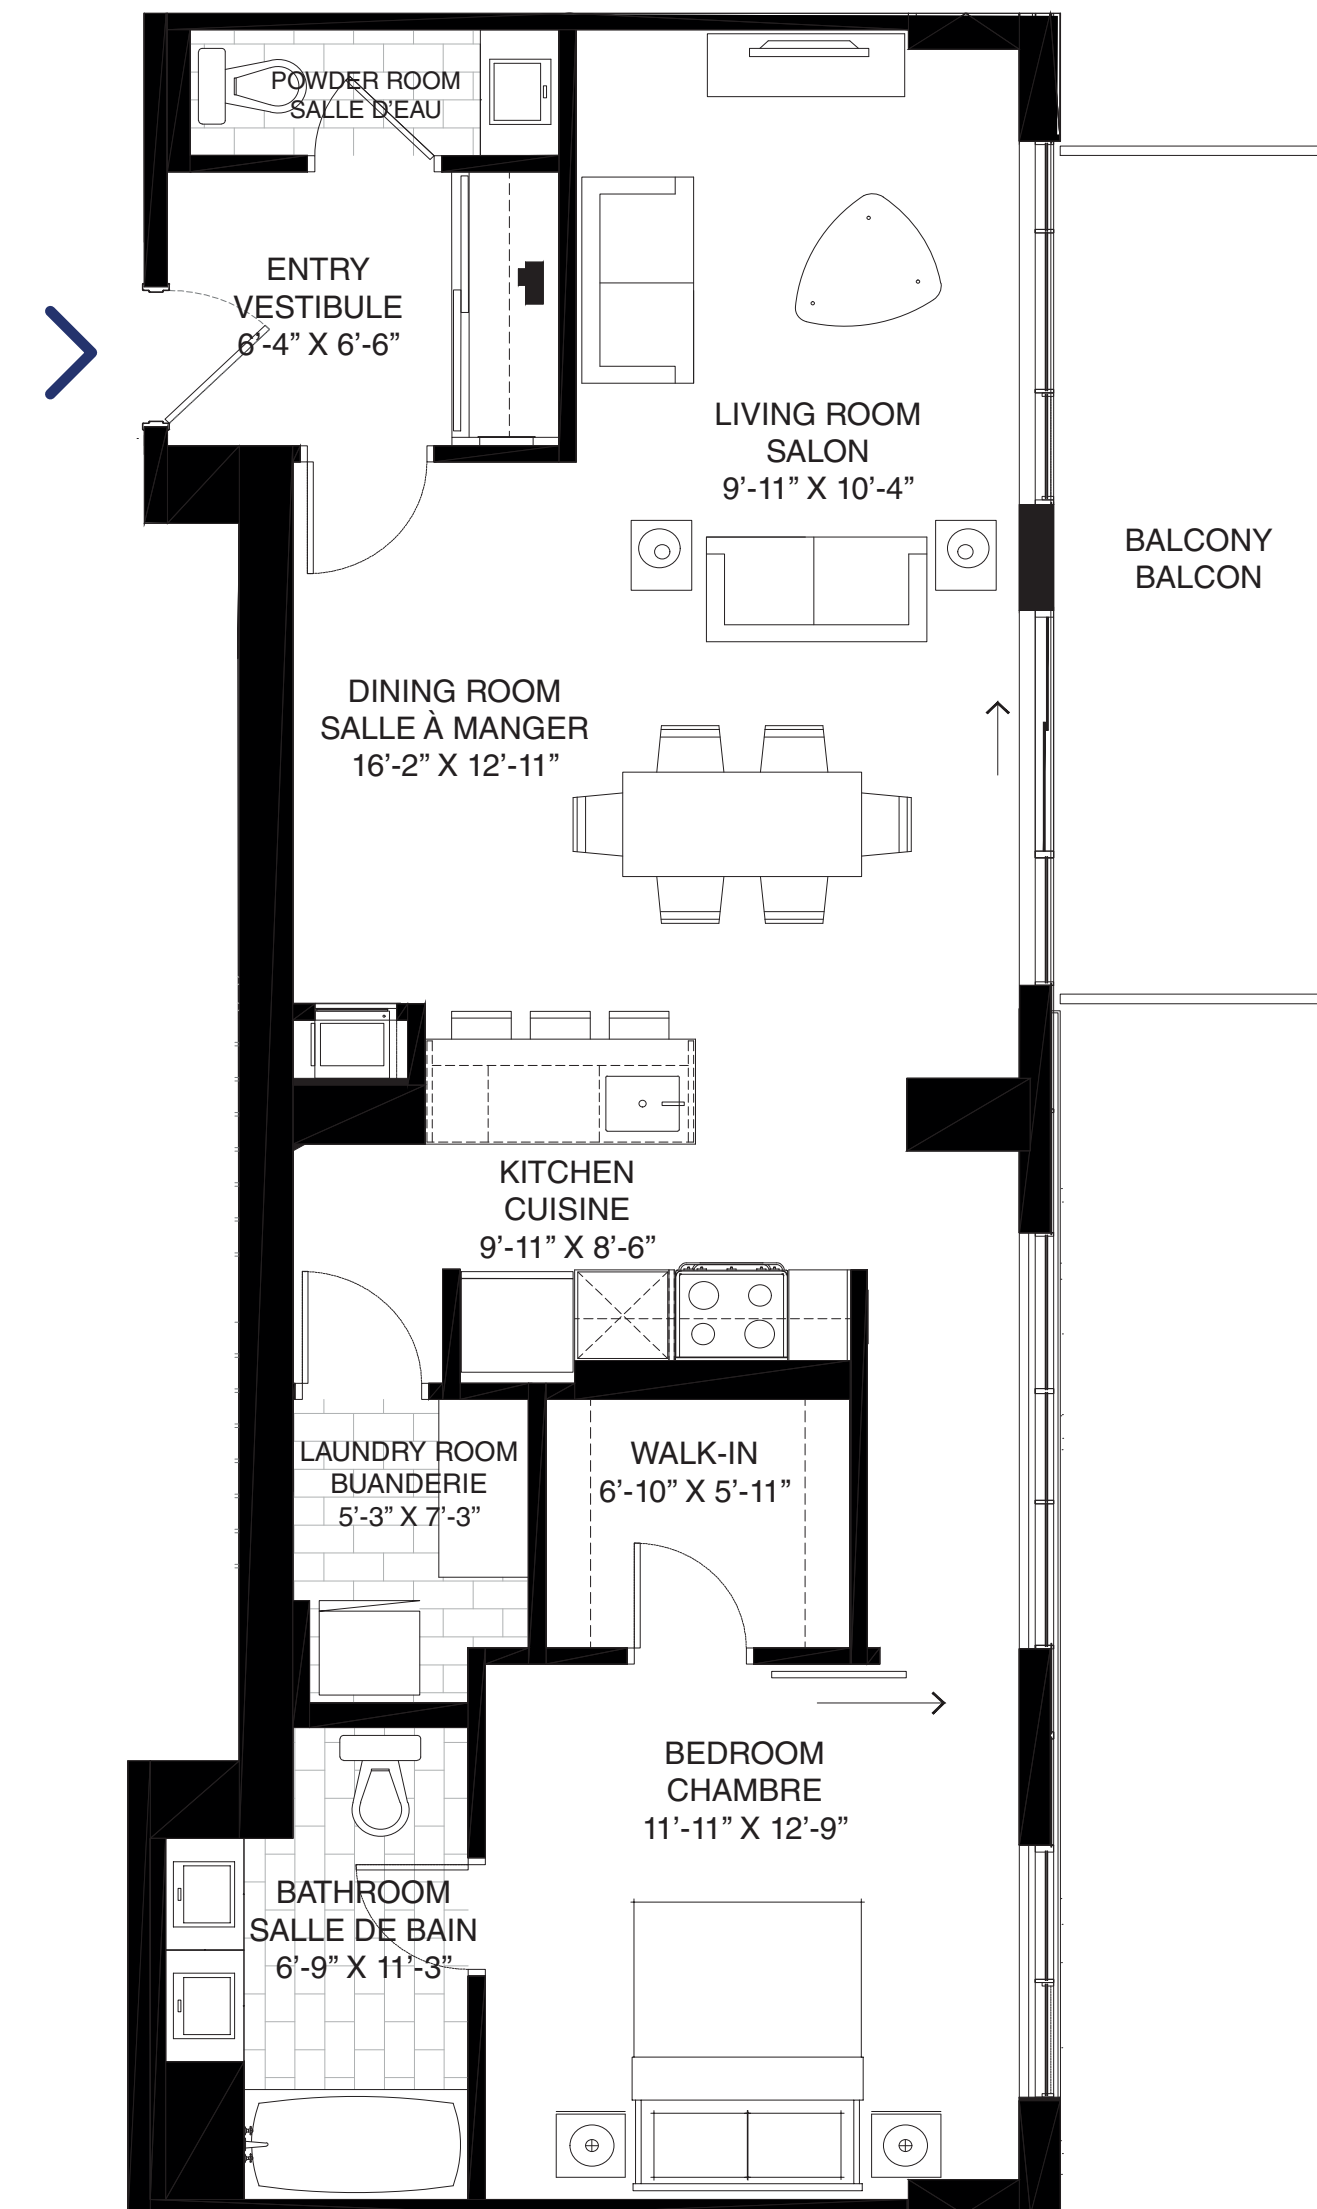 POWDER ROOM
SALLE D'EAU
ENTRY
VESTIBULE
6'-4” X 6'-6”
LIVING ROOM
SALON
9'-11” X 10'-4”
BALCONY
BALCON
DINING ROOM
SALLE À MANGER
16'-2” X 12'-11”
KITCHEN
CUISINE
9'-11” X 8'-6”
LAUNDRY ROOM
BUANDERIE
5'-3” X 7'-3”
WALK-IN
6'-10” X 5'-11”
BEDROOM
CHAMBRE
11'-11” X 12'-9”
BATHROOM
SALLE DE BAIN
6'-9” X 11'-3”